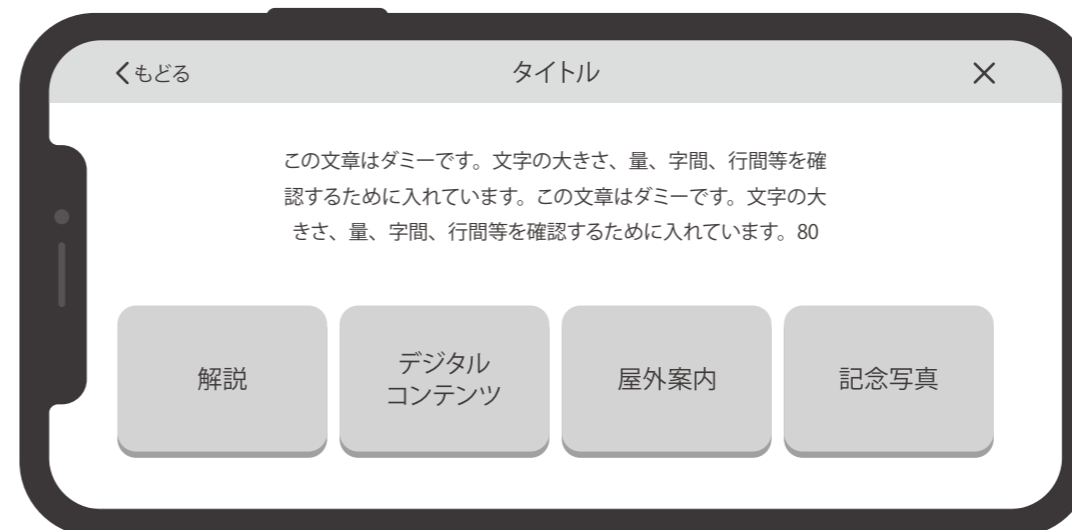 もどる
タイトル
この文章はダミーです。文字の大きさ、量、字間、行間等を確
認するために入れています。この文章はダミーです。文字の大
きさ、量、字間、行間等を確認するために入れています。80
解説
デジタル
コンテンツ
屋外案内
記念写真